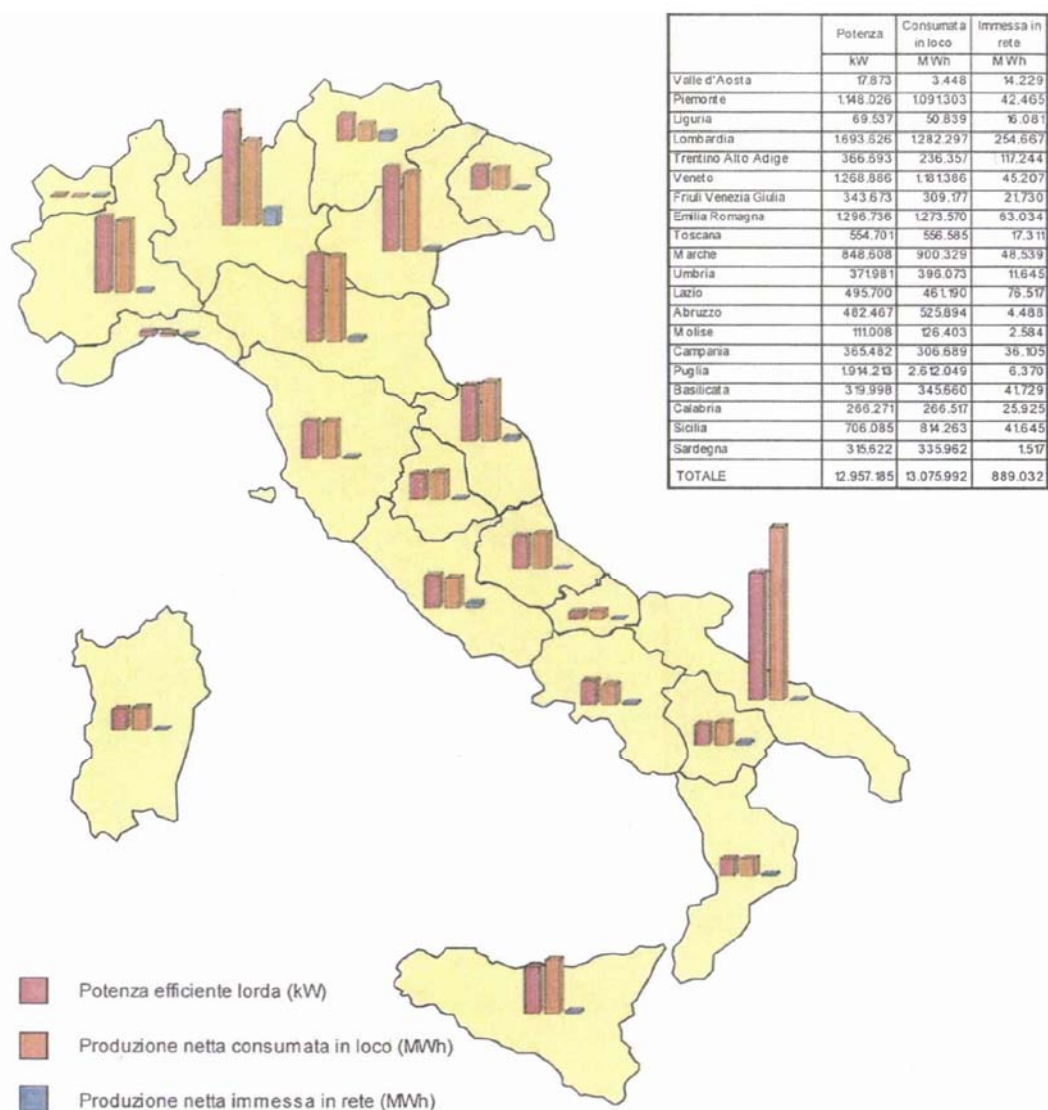 Potenza Consumata in loco Immessa in rete
kW MWh MWh
Valle d'Aosta 17.873 3.448 14.229
Piemonte 1.148.026 1.091.303 42.465
Liguria 69.537 50.839 16.081
Lombardia 1.693.626 1.282.297 254.667
Trentino Alto Adige 366.693 236.357 117.244
Veneto 1.268.886 1.181.386 45.207
Friuli Venezia Giulia 343.673 309.177 21.730
Emilia Romagna 1.296.736 1.273.570 63.034
Toscana 554.701 556.585 17.311
Marche 848.608 900.329 48.539
Umbria 371.981 396.073 11.645
Lazio 495.700 461.190 76.517
Abruzzo 482.467 525.894 4.488
Molise 111.008 126.403 2.584
Campania 365.482 306.689 36.105
Puglia 1.914.213 2.612.049 6.370
Basilicata 319.998 345.660 41.729
Calabria 266.271 266.517 25.925
Sicilia 706.085 814.263 41.645
Sardegna 315.622 335.962 1.517
TOTALE 12.957.185 13.075.992 889.032
Potenza efficiente lorda (kW)
Produzione netta consumata in loco (MWh)
Produzione netta immessa in rete (MWh)